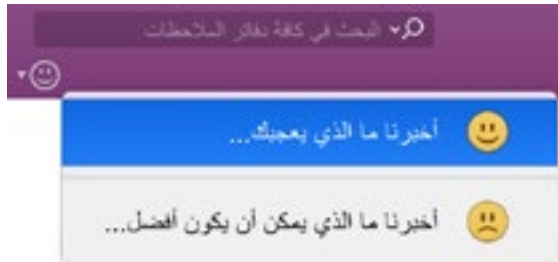 البحث في كافة دفاتر الملاحظات
أخبرنا ما الذي يعجبك...
أخبرنا ما الذي يمكن أن يكون أفضل...